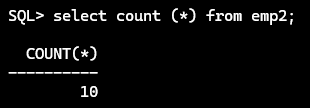 SQL> select count (*) from emp2;
COUNT(*)
----------
10